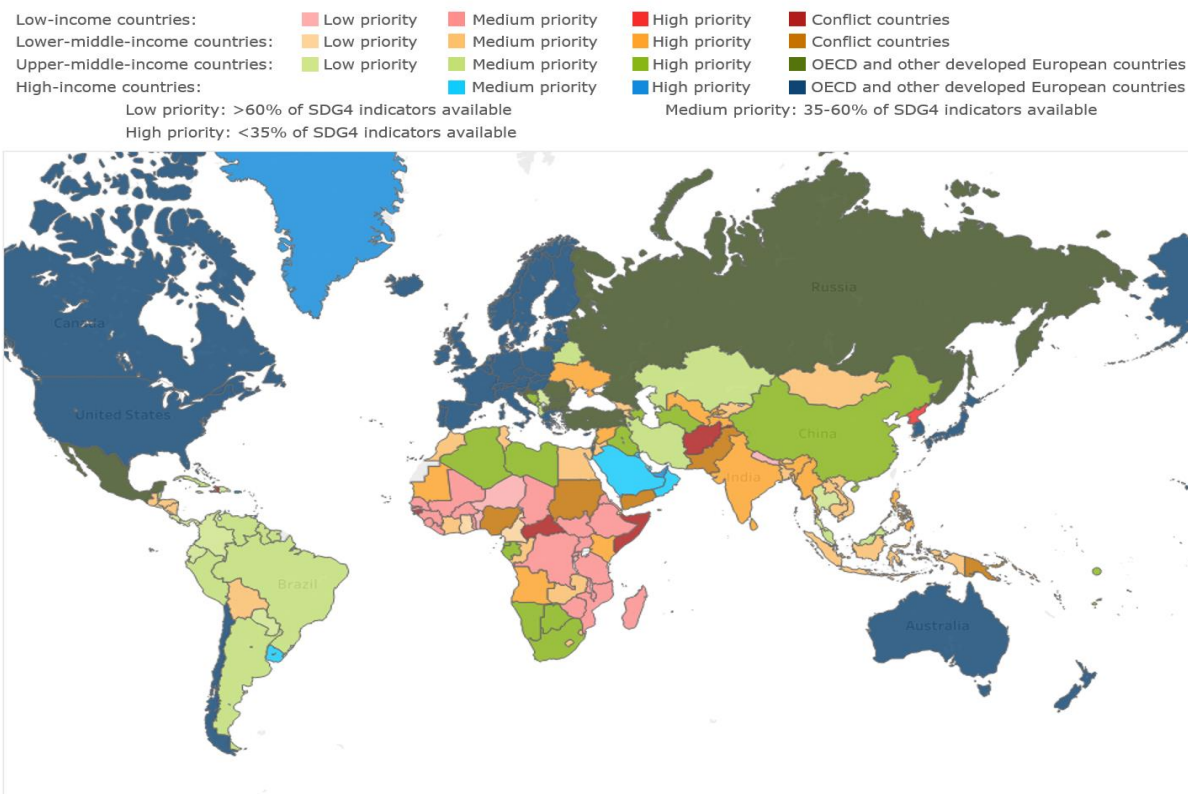 Low-income countries: Low priority Medium priority High priority Conflict countries
Lower-middle-income countries: Low priority Medium priority High priority Conflict countries
Upper-middle-income countries: Low priority Medium priority High priority OECD and other developed European countries
High-income countries: Medium priority High priority OECD and other developed European countries
Low priority: >60% of SDG4 indicators available Medium priority: 35-60% of SDG4 indicators available
High priority: <35% of SDG4 indicators available
Russia
Canada
United States
China
India
Brazil
Australia